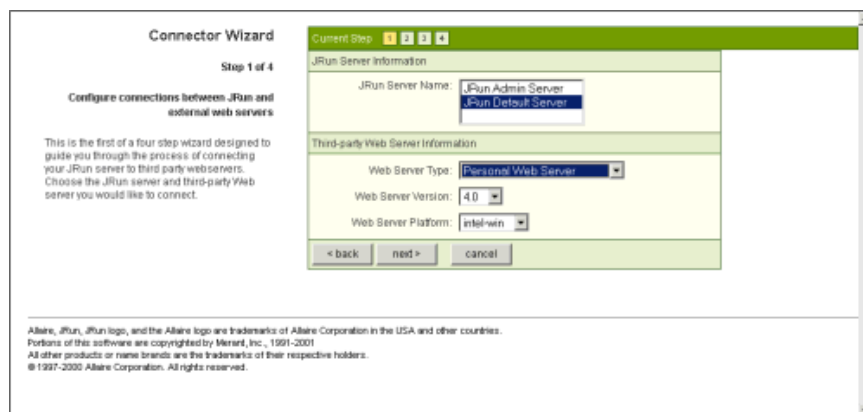 Connector Wizard
Step 1 of 4
Configure connections between JRun and
external web servers
This is the first of a four step wizard designed to
guide you through the process of connecting
your JRun server to third party webservers.
Choose the JRun server and third-party Web
server you would like to connect.
Current Step 1 2 3 4
JRun Server Information
JRun Server Name:
JRun Admin Server
JRun Default Server
Third-party Web Server Information
Web Server Type: Personal Web Server
Web Server Version: 4.0
Web Server Platform: intel-win
< back next > cancel
Allaire, JRun, JRun logo, and the Allaire logo are trademarks of Allaire Corporation in the USA and other countries.
Portions of this software are copyrighted by Merant, Inc., 1991-2001
All other products or name brands are the trademarks of their respective holders.
© 1997-2000 Allaire Corporation. All rights reserved.